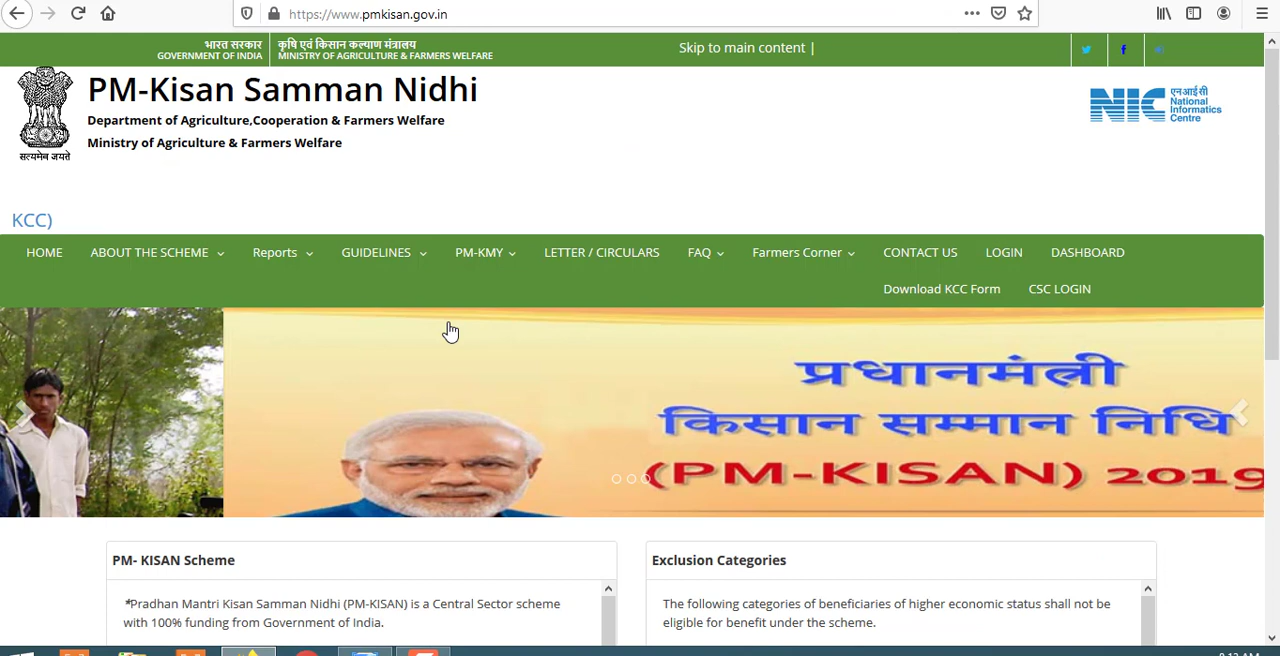 https://www.pmkisan.gov.in
भारत सरकार
GOVERNMENT OF INDIA
कृषि एवं किसान कल्याण मंत्रालय
MINISTRY OF AGRICULTURE & FARMERS WELFARE
Skip to main content |
PM-Kisan Samman Nidhi
Department of Agriculture,Cooperation & Farmers Welfare
Ministry of Agriculture & Farmers Welfare
सत्यमेव जयते
NIC
एनआईसी
National
Informatics
Centre
KCC)
HOME ABOUT THE SCHEME Reports GUIDELINES PM-KMY LETTER / CIRCULARS FAQ Farmers Corner CONTACT US LOGIN DASHBOARD
Download KCC Form CSC LOGIN
प्रधानमंत्री
किसान सम्मान निधि
(PM-KISAN) 2019
PM- KISAN Scheme
*Pradhan Mantri Kisan Samman Nidhi (PM-KISAN) is a Central Sector scheme
with 100% funding from Government of India.
Exclusion Categories
The following categories of beneficiaries of higher economic status shall not be
eligible for benefit under the scheme.